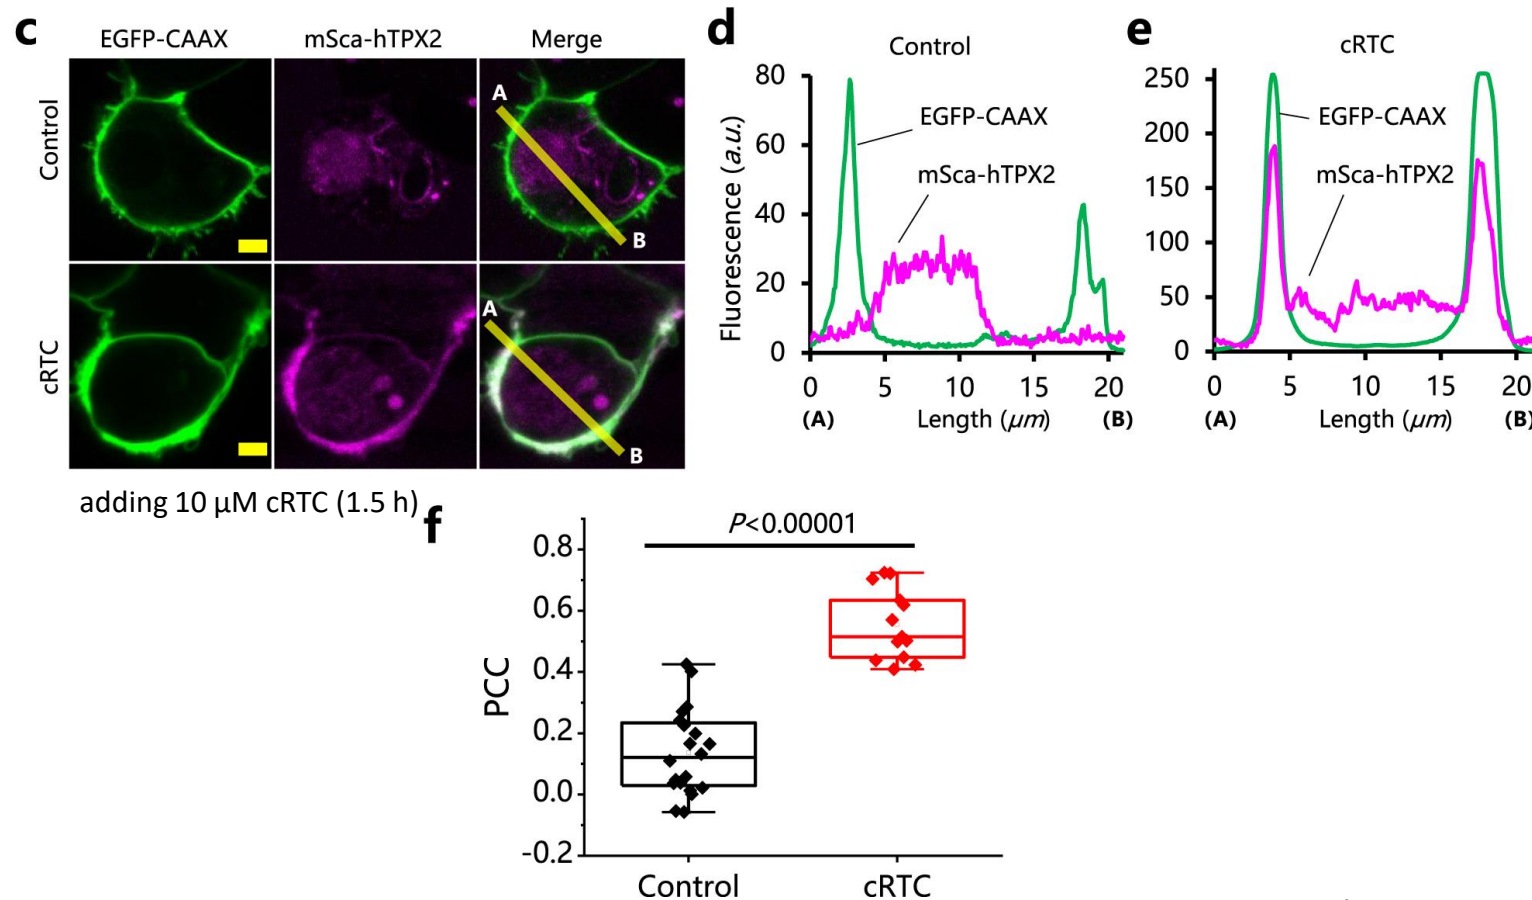 c
EGFP-CAAX mSca-hTPX2 Merge
Control
A
B
cRTC
A
B
adding 10 µM cRTC (1.5 h)
d
Control
Fluorescence (a.u.)
80
60
40
20
0
EGFP-CAAX
mSca-hTPX2
0 5 10 15 20
(A) Length (µm) (B)
e
cRTC
250
200
150
100
50
0
EGFP-CAAX
mSca-hTPX2
0 5 10 15 20
(A) Length (µm) (B)
f
P<0.00001
PCC
0.8
0.6
0.4
0.2
0.0
-0.2
Control cRTC